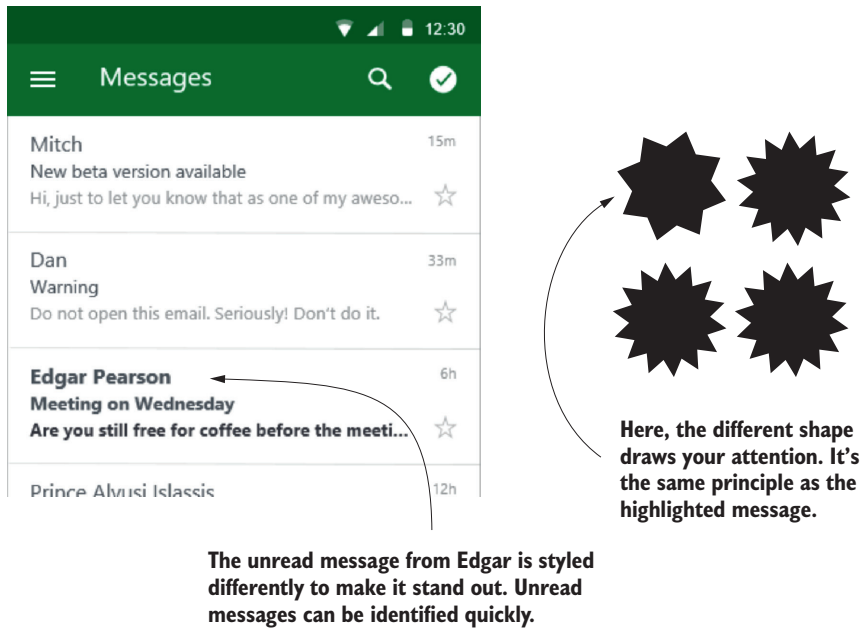 12:30
Messages
Mitch
15m
New beta version available
Hi, just to let you know that as one of my aweso...
Dan
33m
Warning
Do not open this email. Seriously! Don't do it.
Edgar Pearson
6h
Meeting on Wednesday
Are you still free for coffee before the meeti...
Prince Alyusi Islassis
12h
Here, the different shape
draws your attention. It's
the same principle as the
highlighted message.
The unread message from Edgar is styled
differently to make it stand out. Unread
messages can be identified quickly.